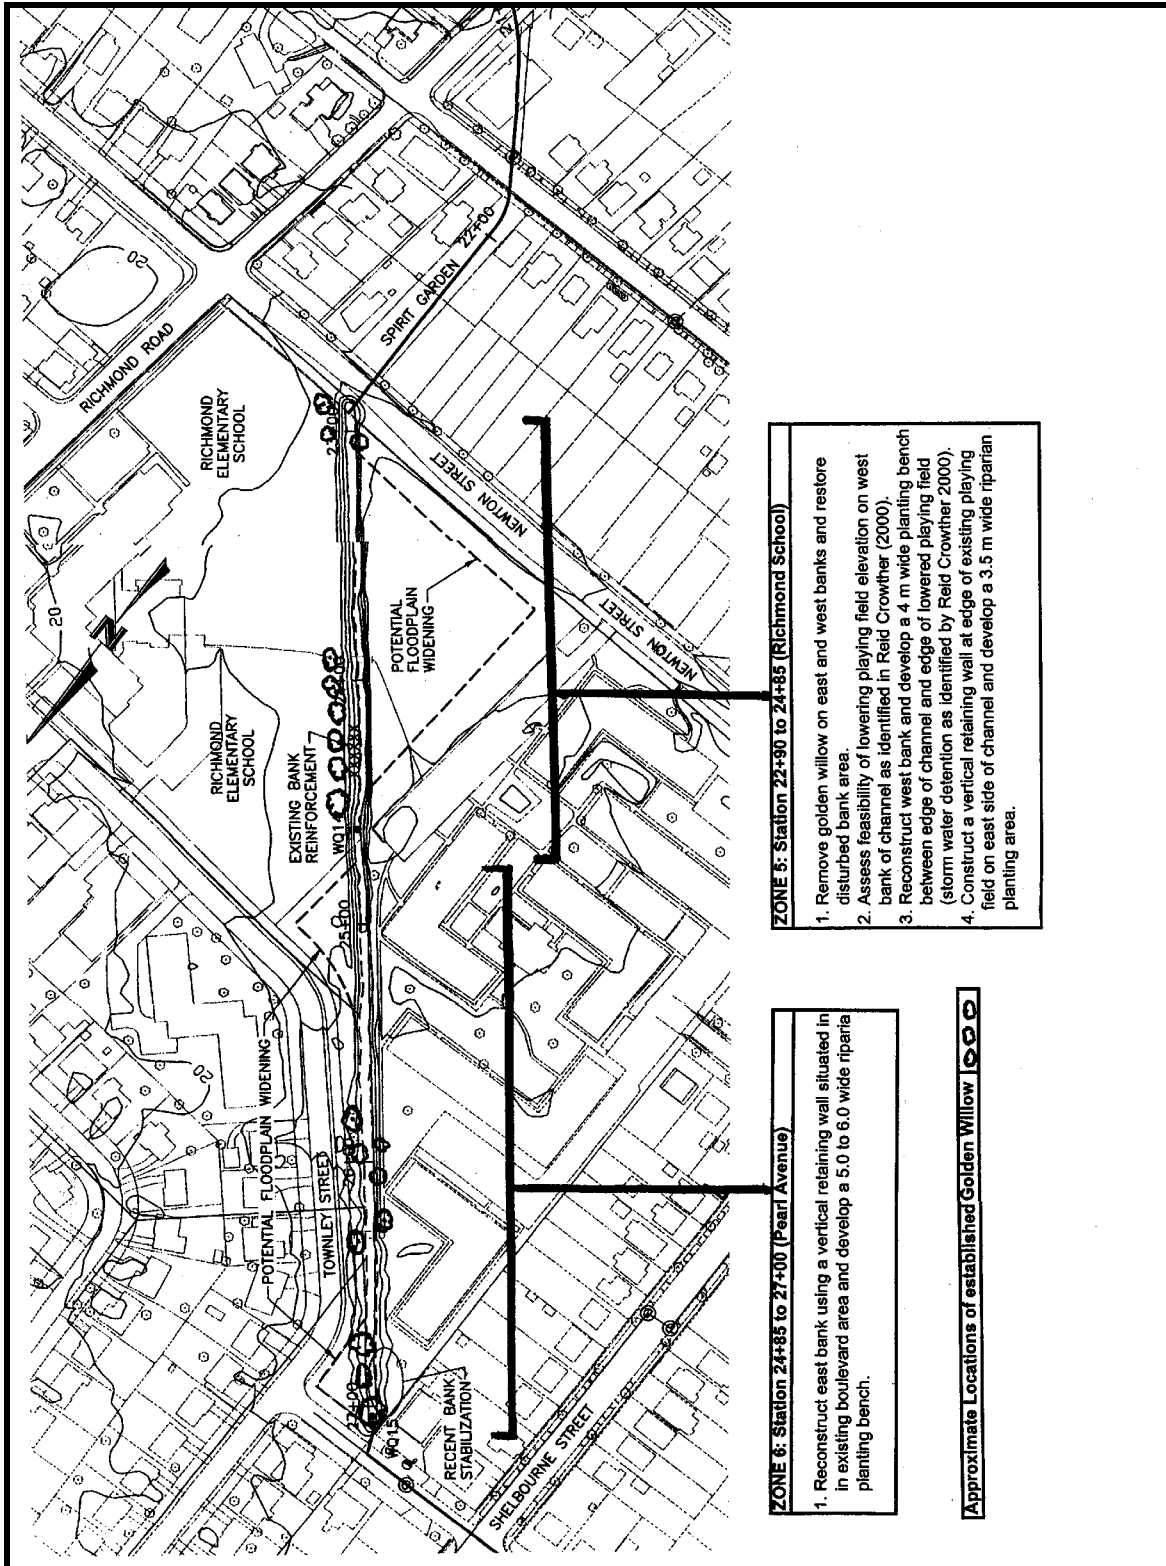 RICHMOND ROAD
RICHMOND
ELEMENTARY
SCHOOL
20
20
N
RICHMOND
ELEMENTARY
SCHOOL
SPIRIT GARDEN
22+00
NEWTON STREET
NEWTON STREET
POTENTIAL
FLOODPLAIN
WIDENING
EXISTING BANK
REINFORCEMENT
25+00
20
POTENTIAL FLOODPLAIN WIDENING
TOWNLEY STREET
RECENT BANK
STABILIZATION
SHELBOURNE STREET
ZONE 6: Station 24+85 to 27+00 (Pearl Avenue)
1. Reconstruct east bank using a vertical retaining wall situated in
in existing boulevard area and develop a 5.0 to 6.0 wide riparia
planting bench.
ZONE 5: Station 22+90 to 24+85 (Richmond School)
1. Remove golden willow on east and west banks and restore
disturbed bank area.
2. Assess feasibility of lowering playing field elevation on west
bank of channel as identified in Reid Crowther (2000).
3. Reconstruct west bank and develop a 4 m wide planting bench
between edge of channel and edge of lowered playing field
(storm water detention as identified by Reid Crowther 2000).
4. Construct a vertical retaining wall at edge of existing playing
field on east side of channel and develop a 3.5 m wide riparian
planting area.
Approximate Locations of established Golden Willow